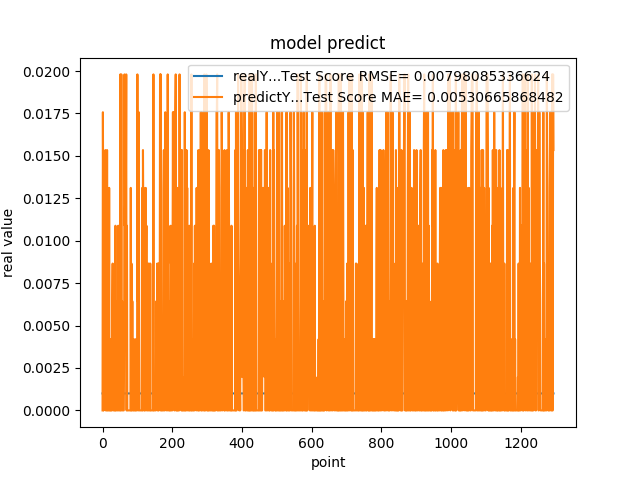 model predict
realY...Test Score RMSE= 0.00798085336624
predictY...Test Score MAE= 0.00530665868482
0.0200
0.0175
0.0150
0.0125
0.0100
0.0075
0.0050
0.0025
0.0000
real value
0 200 400 600 800 1000 1200
point